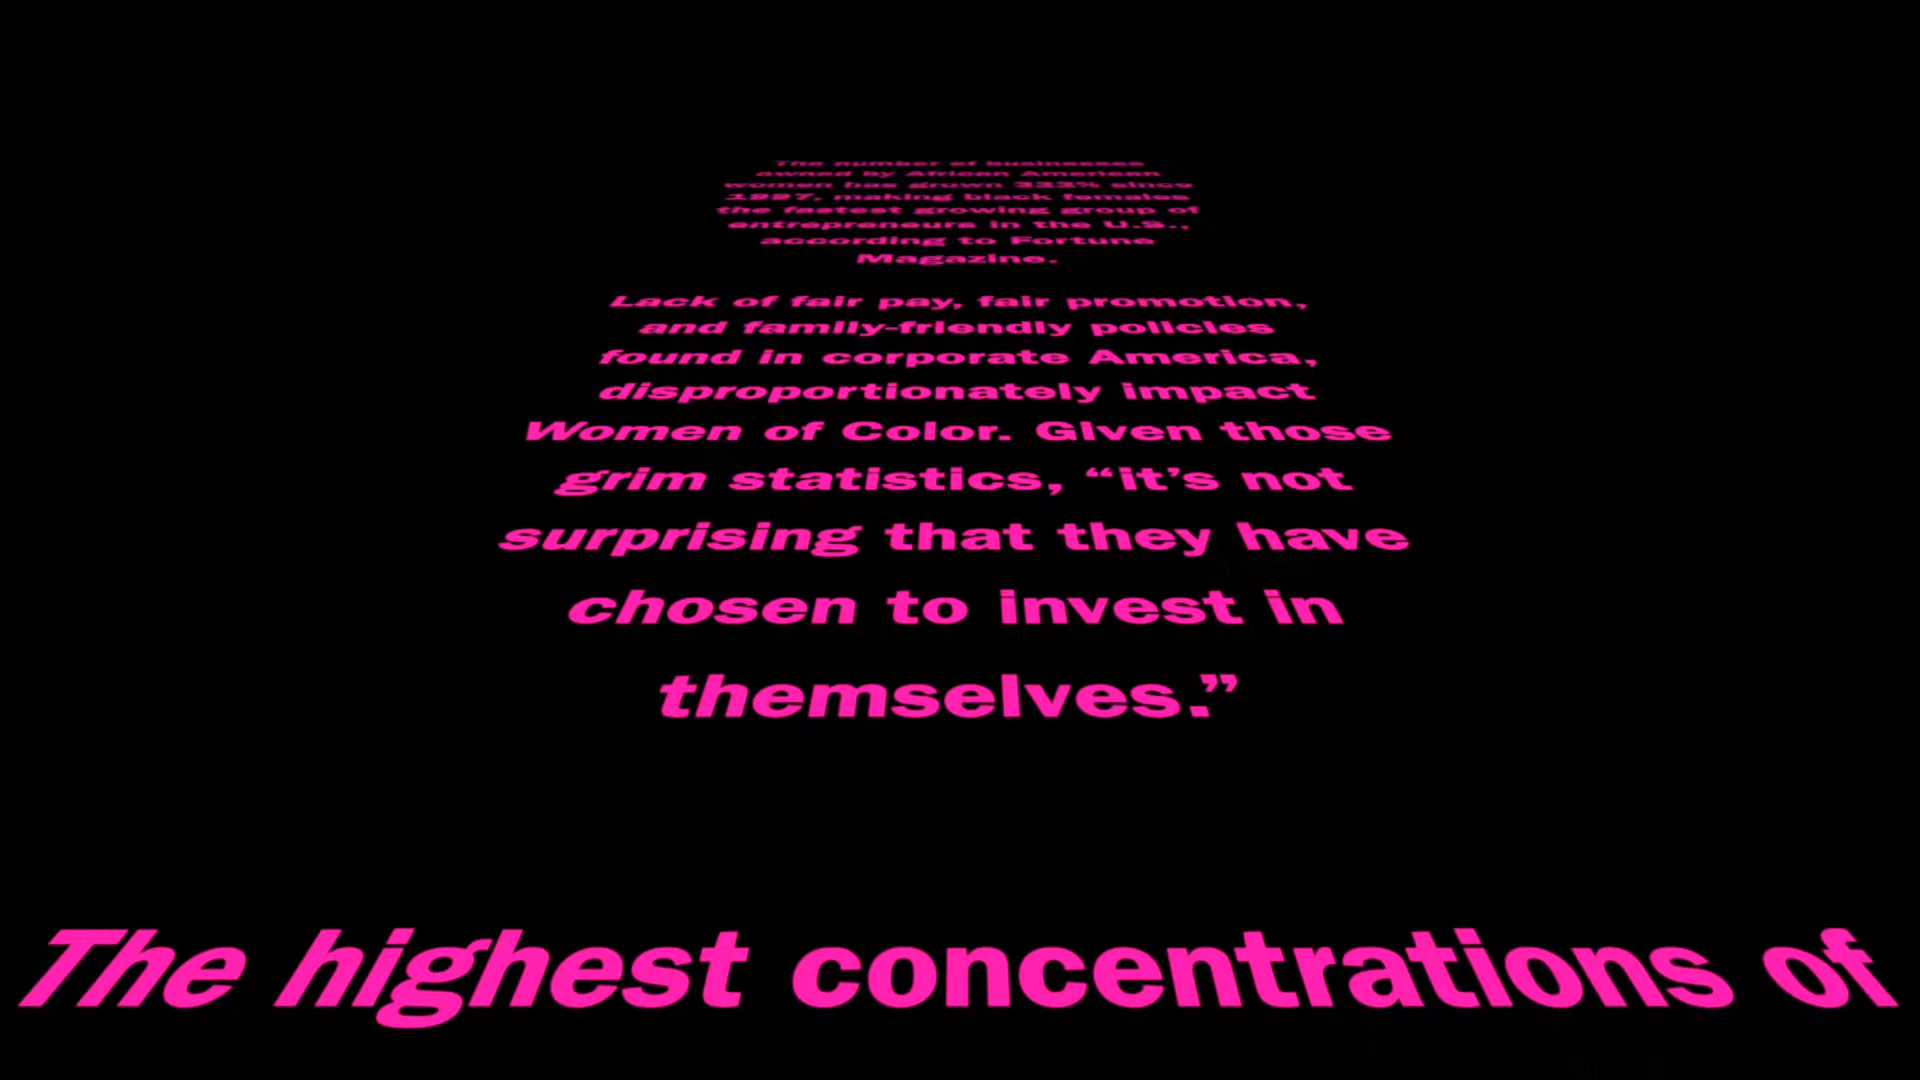 The number of businesses
owned by African American
women has grown 322% since
1997, making black females
the fastest growing group of
entrepreneurs in the U.S.,
according to Fortune
Magazine.
Lack of fair pay, fair promotion,
and family-friendly policies
found in corporate America,
disproportionately impact
Women of Color. Given those
grim statistics, “it’s not
surprising that they have
chosen to invest in
themselves.”
The highest concentrations of